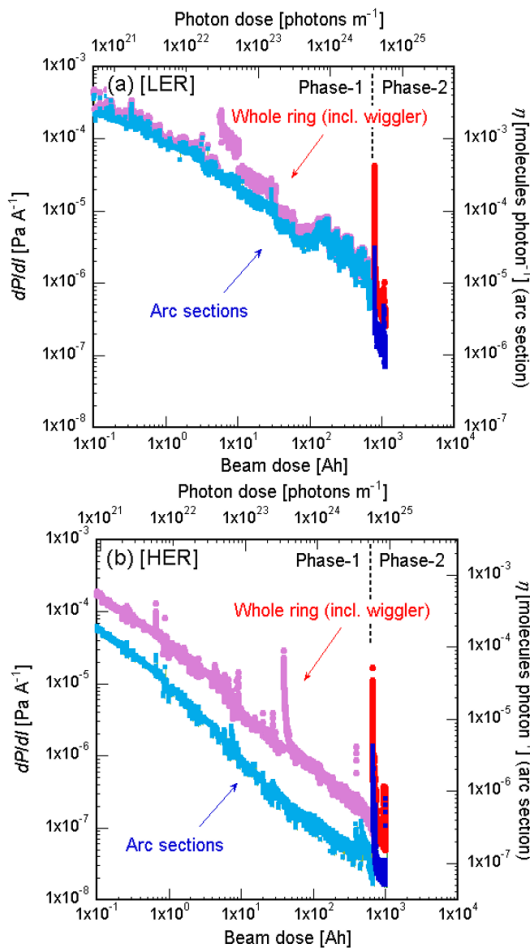 Photon dose [photons m⁻¹]
1x10²¹ 1x10²² 1x10²³ 1x10²⁴ 1x10²⁵
1x10⁻³
(a) [LER]
Phase-1
Phase-2
1x10⁻⁴
Whole ring (incl. wiggler)
1x10⁻³
1x10⁻⁵
1x10⁻⁴
dP/dI [Pa A⁻¹]
η [molecules photon⁻¹] (arc section)
1x10⁻⁶
Arc sections
1x10⁻⁵
1x10⁻⁷
1x10⁻⁶
1x10⁻⁸
1x10⁻⁷
1x10⁻¹ 1x10⁰ 1x10¹ 1x10² 1x10³ 1x10⁴
Beam dose [Ah]
Photon dose [photons m⁻¹]
1x10²¹ 1x10²² 1x10²³ 1x10²⁴ 1x10²⁵
1x10⁻³
(b) [HER]
Phase-1
Phase-2
1x10⁻³
1x10⁻⁴
Whole ring (incl. wiggler)
1x10⁻⁴
1x10⁻⁵
dP/dI [Pa A⁻¹]
η [molecules photon⁻¹] (arc section)
1x10⁻⁵
1x10⁻⁶
1x10⁻⁶
1x10⁻⁷
Arc sections
1x10⁻⁷
1x10⁻⁸
1x10⁻¹ 1x10⁰ 1x10¹ 1x10² 1x10³ 1x10⁴
Beam dose [Ah]